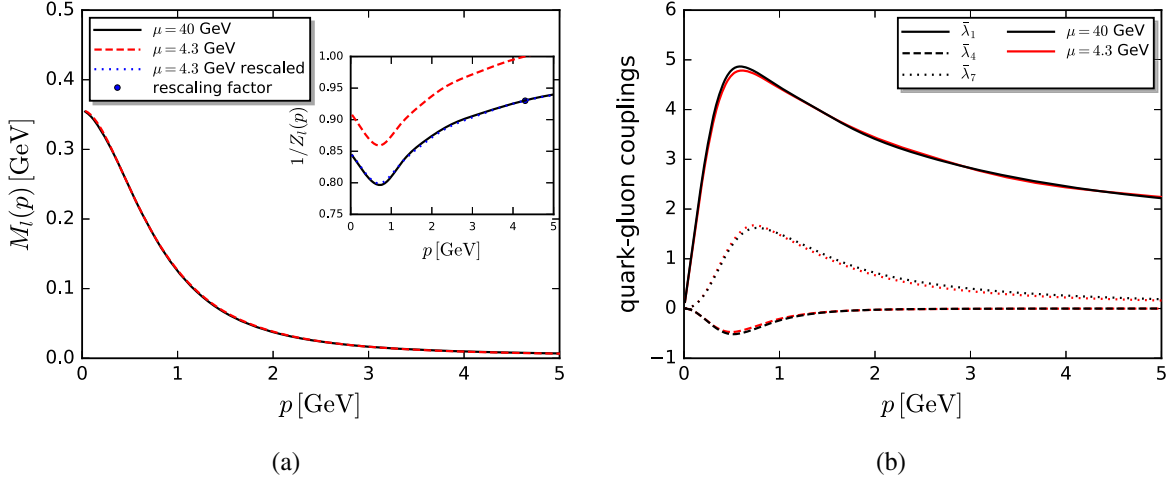 0.5
0.4
0.3
0.2
0.1
0.0
M_l(p) [GeV]
μ = 40 GeV
μ = 4.3 GeV
μ = 4.3 GeV rescaled
rescaling factor
1.00
0.95
0.90
0.85
0.80
0.75
1/Z_l(p)
0 1 2 3 4 5
p [GeV]
0 1 2 3 4 5
p [GeV]
(a)
6
5
4
3
2
1
0
−1
quark-gluon couplings
λ̄₁ μ = 40 GeV
λ̄₄ μ = 4.3 GeV
λ̄₇
0 1 2 3 4 5
p [GeV]
(b)